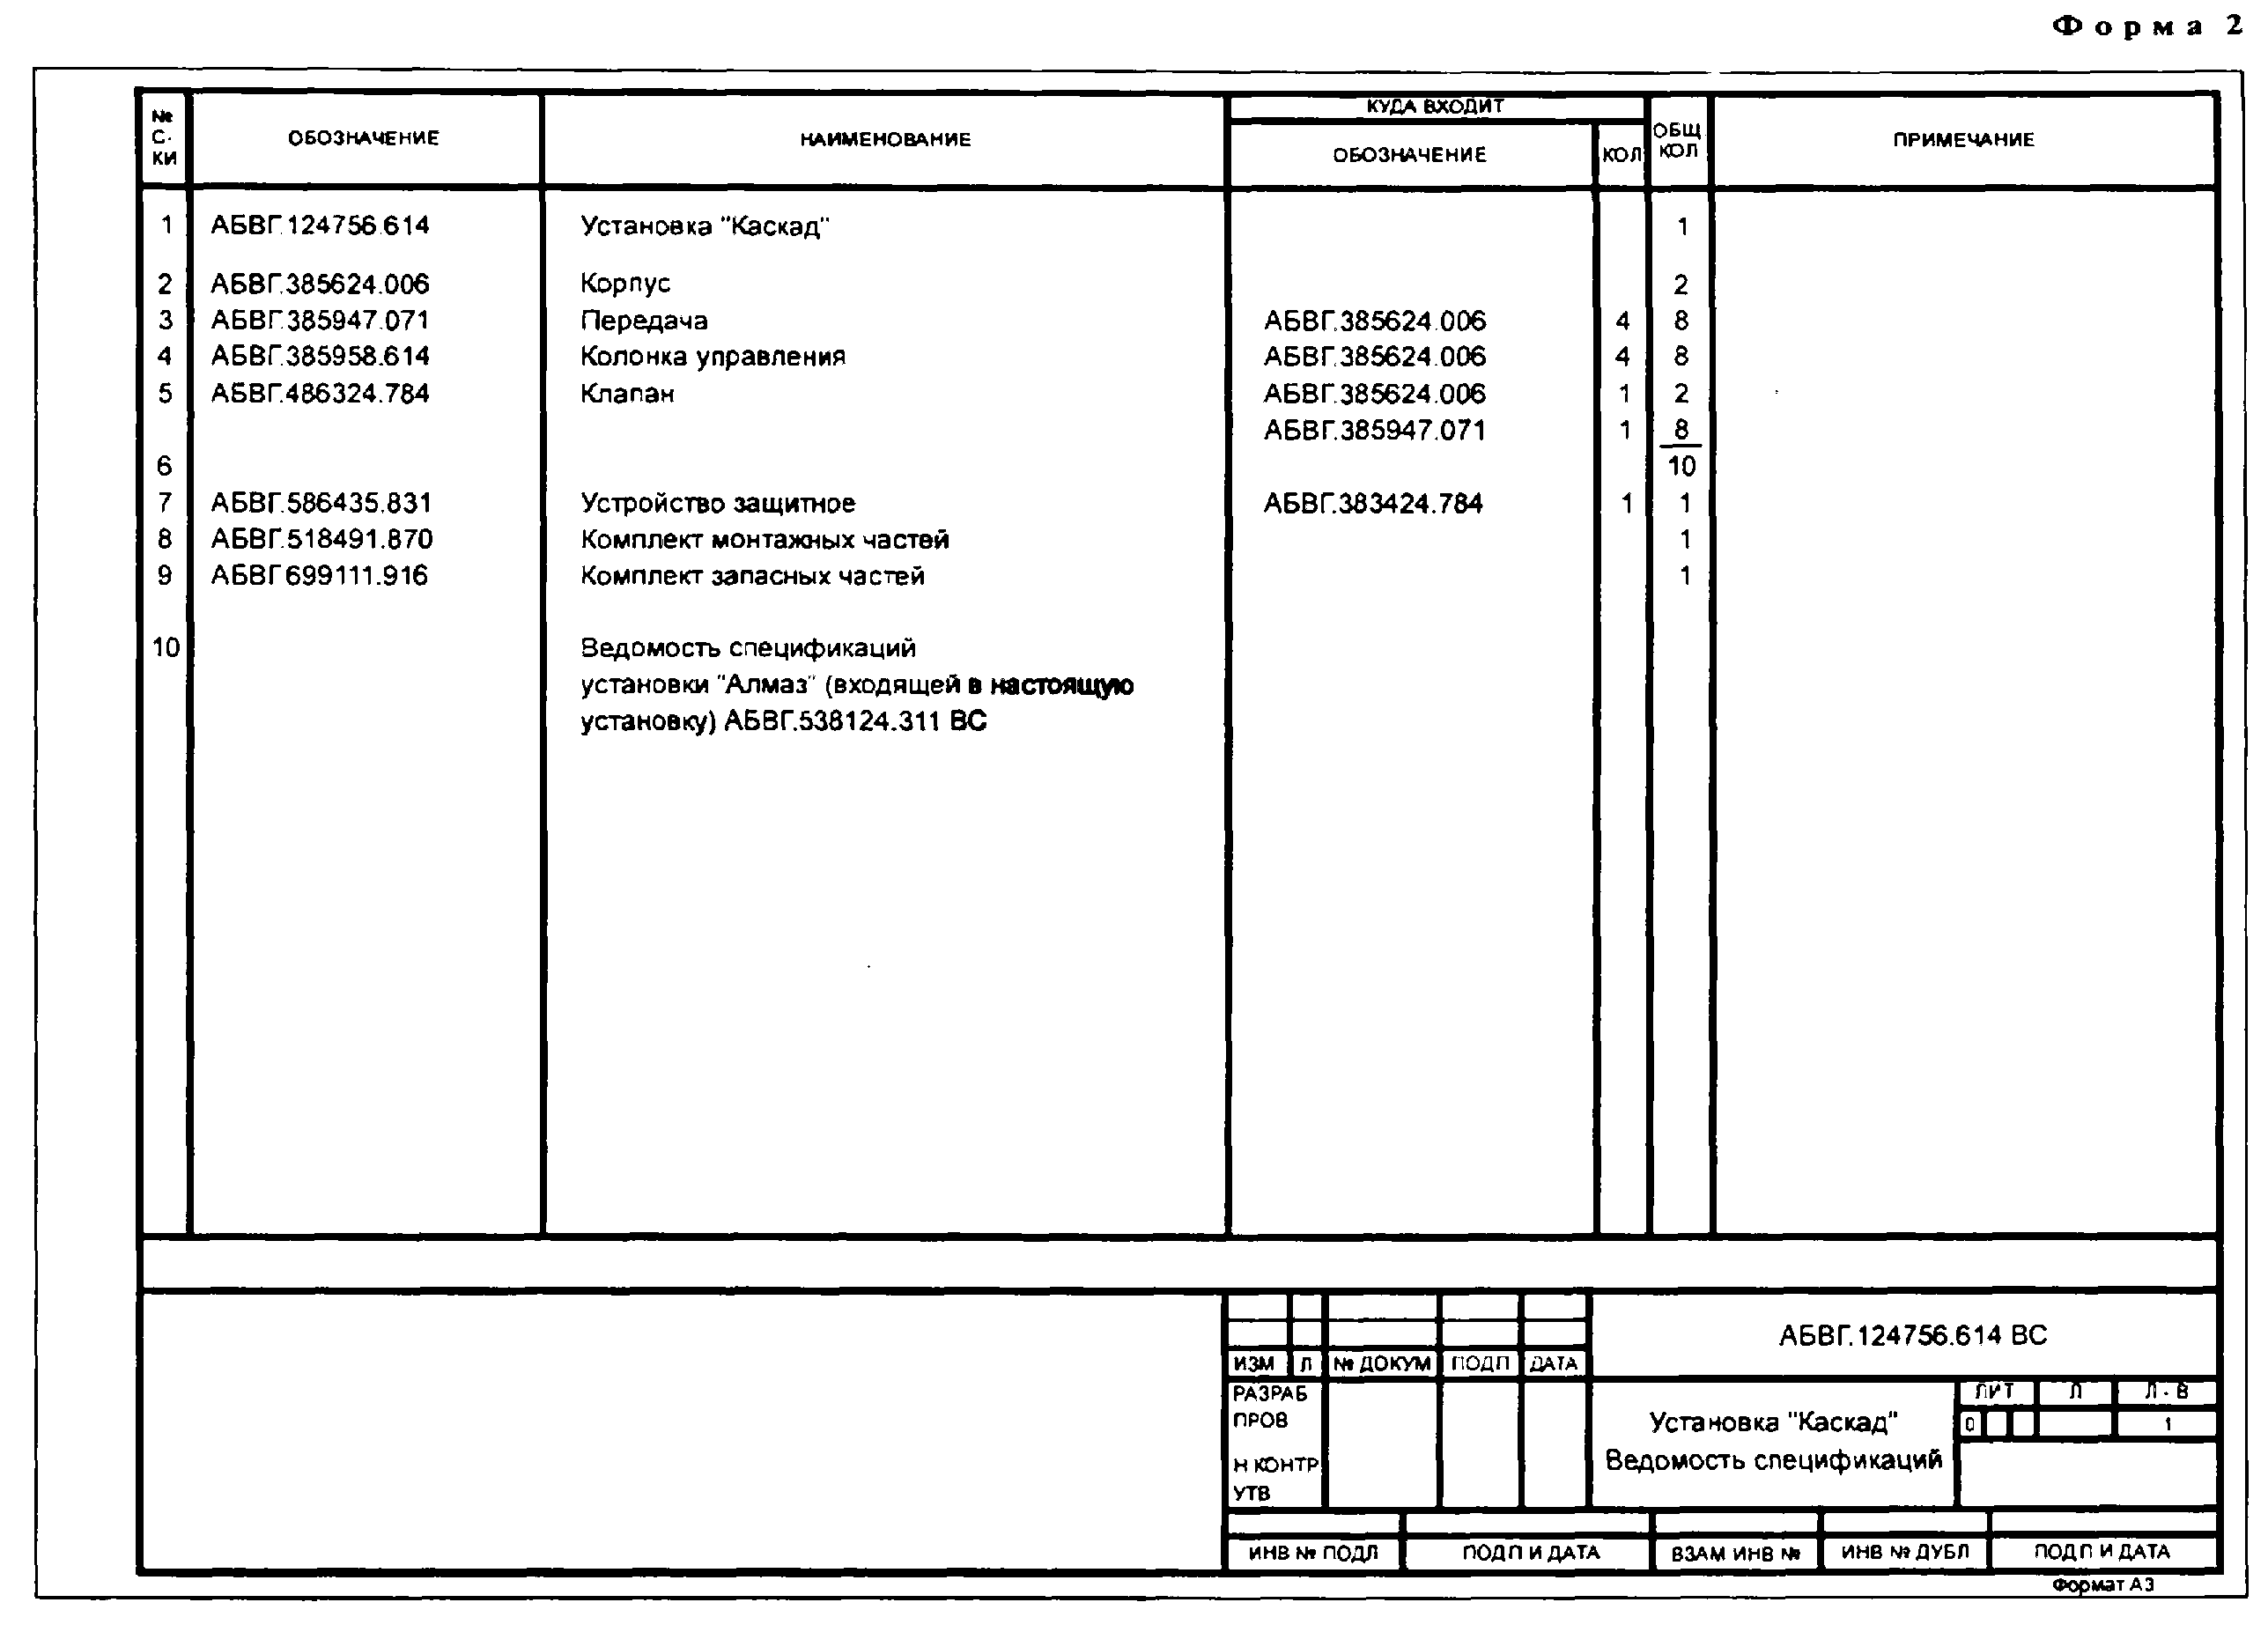 Форма 2
№ С-КИ ОБОЗНАЧЕНИЕ НАИМЕНОВАНИЕ КУДА ВХОДИТ ОБОЗНАЧЕНИЕ КОЛ ОБЩ КОЛ ПРИМЕЧАНИЕ
1 АБВГ.124756.614 Установка "Каскад" 1
2 АБВГ.385624.006 Корпус 2
3 АБВГ.385947.071 Передача АБВГ.385624.006 4 8
4 АБВГ.385958.614 Колонка управления АБВГ.385624.006 4 8
5 АБВГ.486324.784 Клапан АБВГ.385624.006 1 2
АБВГ.385947.071 1 8
6 10
7 АБВГ.586435.831 Устройство защитное АБВГ.383424.784 1 1
8 АБВГ.518491.870 Комплект монтажных частей 1
9 АБВГ 699111.916 Комплект запасных частей 1
10 Ведомость спецификаций
установки "Алмаз" (входящей в настоящую
установку) АБВГ.538124.311 ВС
АБВГ.124756.614 ВС
ИЗМ Л № ДОКУМ ПОДП ДАТА
РАЗРАБ
ПРОВ
Н КОНТР
УТВ
Установка "Каскад"
Ведомость спецификаций
ЛИТ Л Л - В
0 1
ИНВ № ПОДЛ ПОДП И ДАТА ВЗАМ ИНВ № ИНВ № ДУБЛ ПОДП И ДАТА
Формат А3